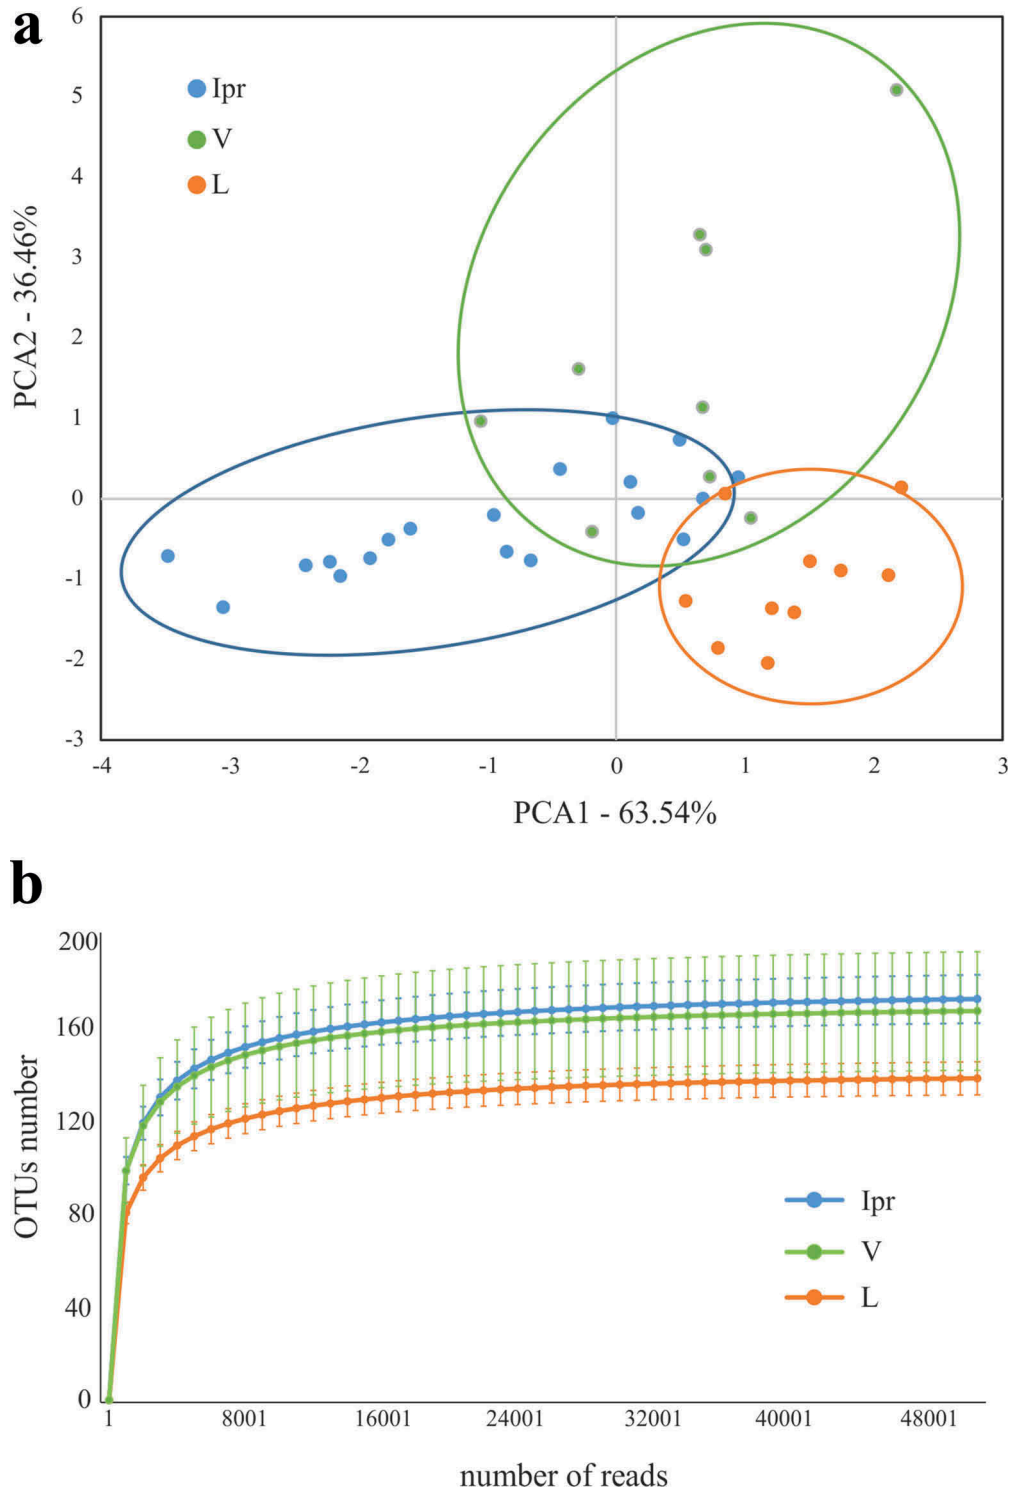 a
6
5
4
3
2
1
0
-1
-2
-3
PCA2 - 36.46%
Ipr
V
L
-4 -3 -2 -1 0 1 2 3
PCA1 - 63.54%
b
200
160
120
80
40
0
OTUs number
Ipr
V
L
1 8001 16001 24001 32001 40001 48001
number of reads